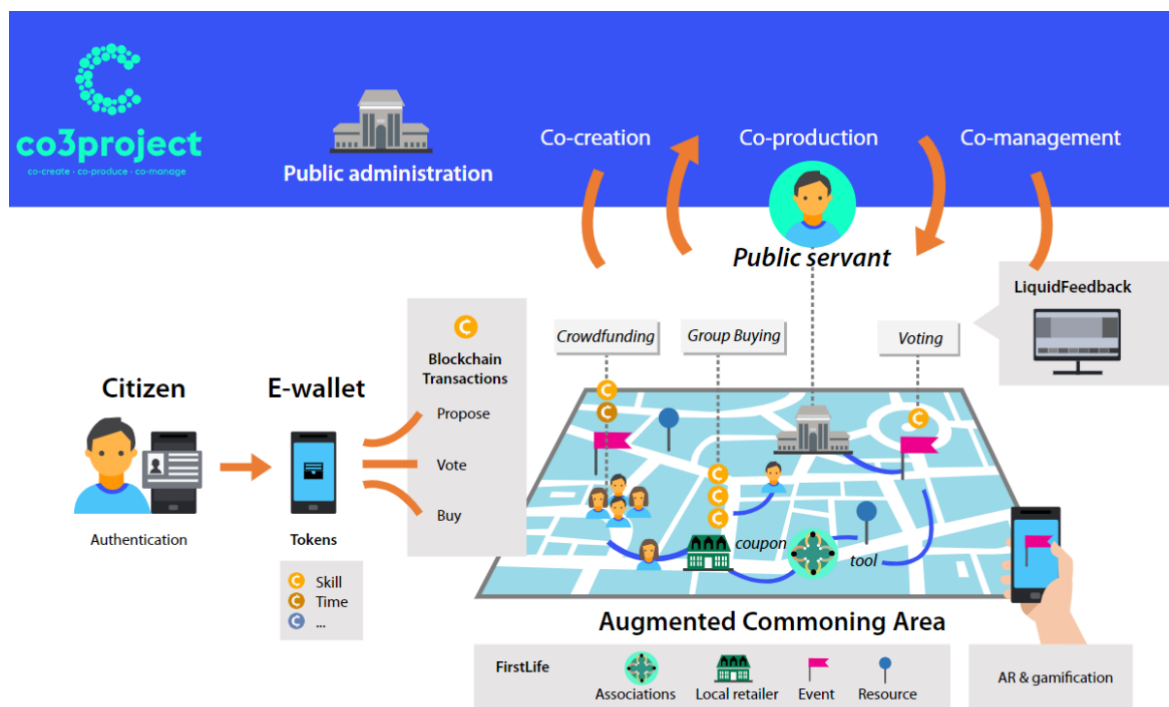 co3project
co-create · co-produce · co-manage
Public administration
Co-creation
Co-production
Co-management
Public servant
LiquidFeedback
Crowdfunding
Group Buying
Voting
Blockchain
Transactions
Propose
Vote
Buy
Citizen
E-wallet
Authentication
Tokens
Skill
Time
...
coupon
tool
Augmented Commoning Area
FirstLife
Associations
Local retailer
Event
Resource
AR & gamification